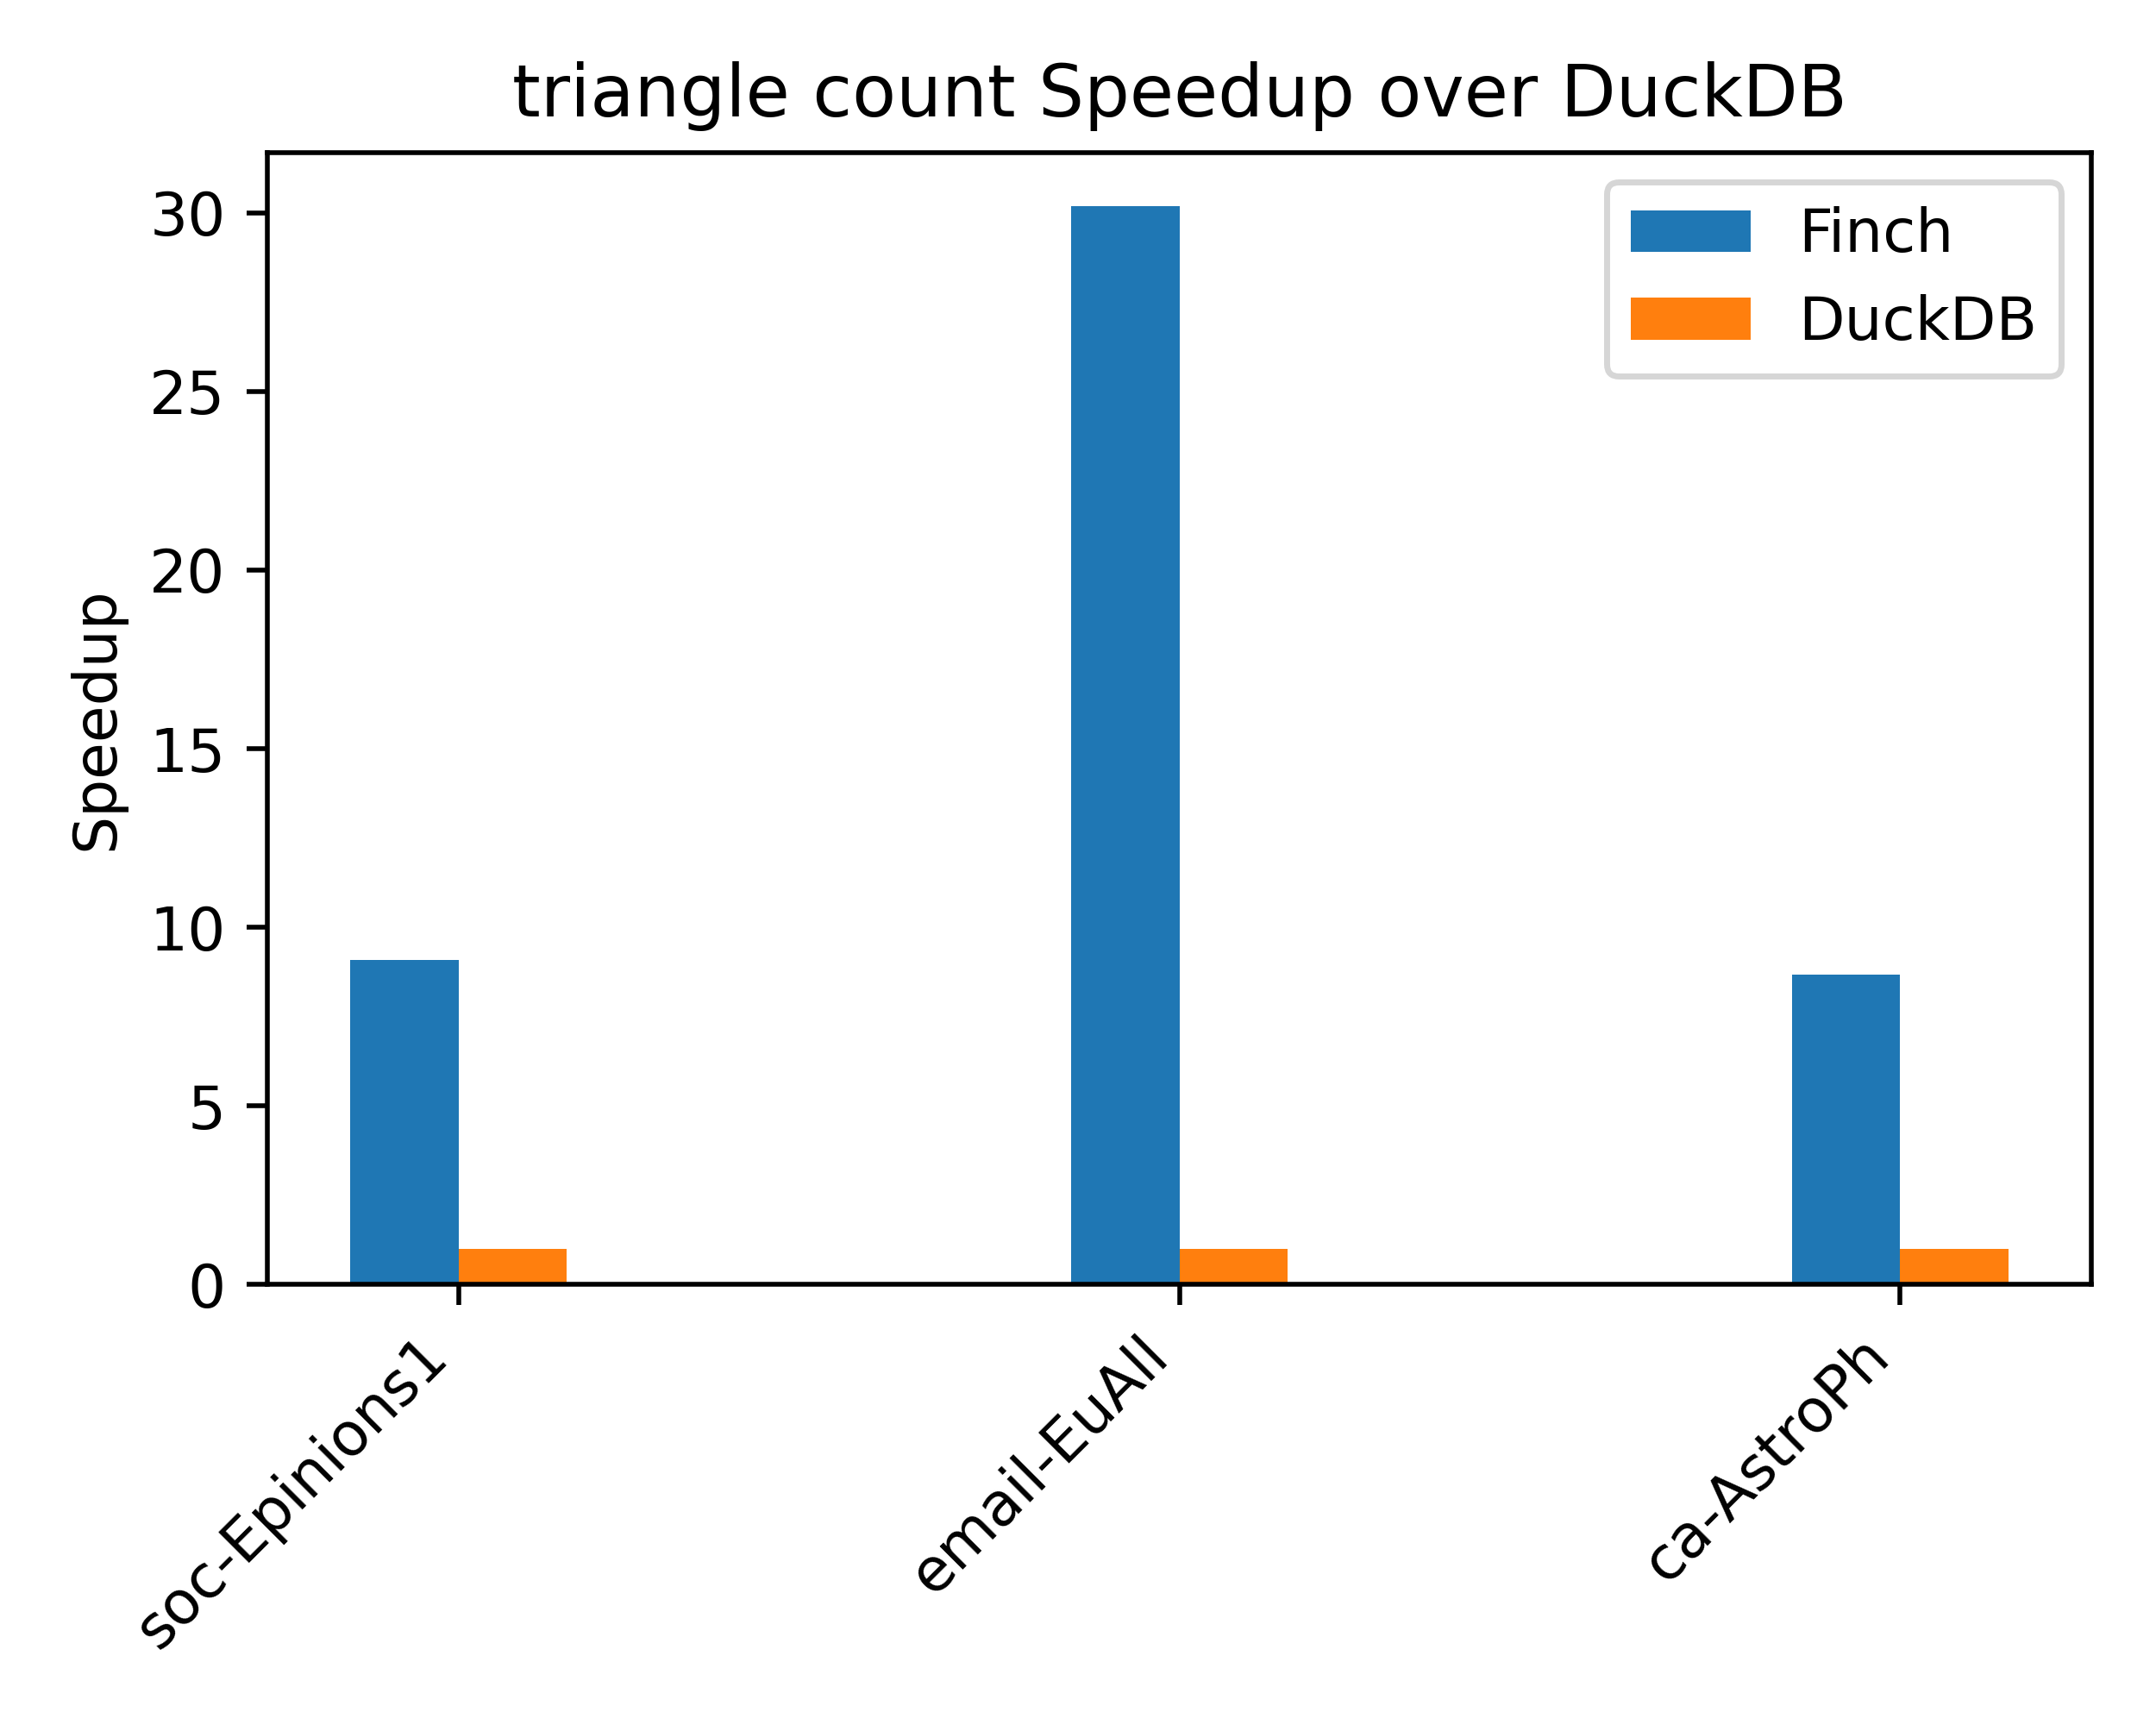 triangle count Speedup over DuckDB
Finch
DuckDB
Speedup
30
25
20
15
10
5
0
soc-Epinions1
email-EuAll
ca-AstroPh